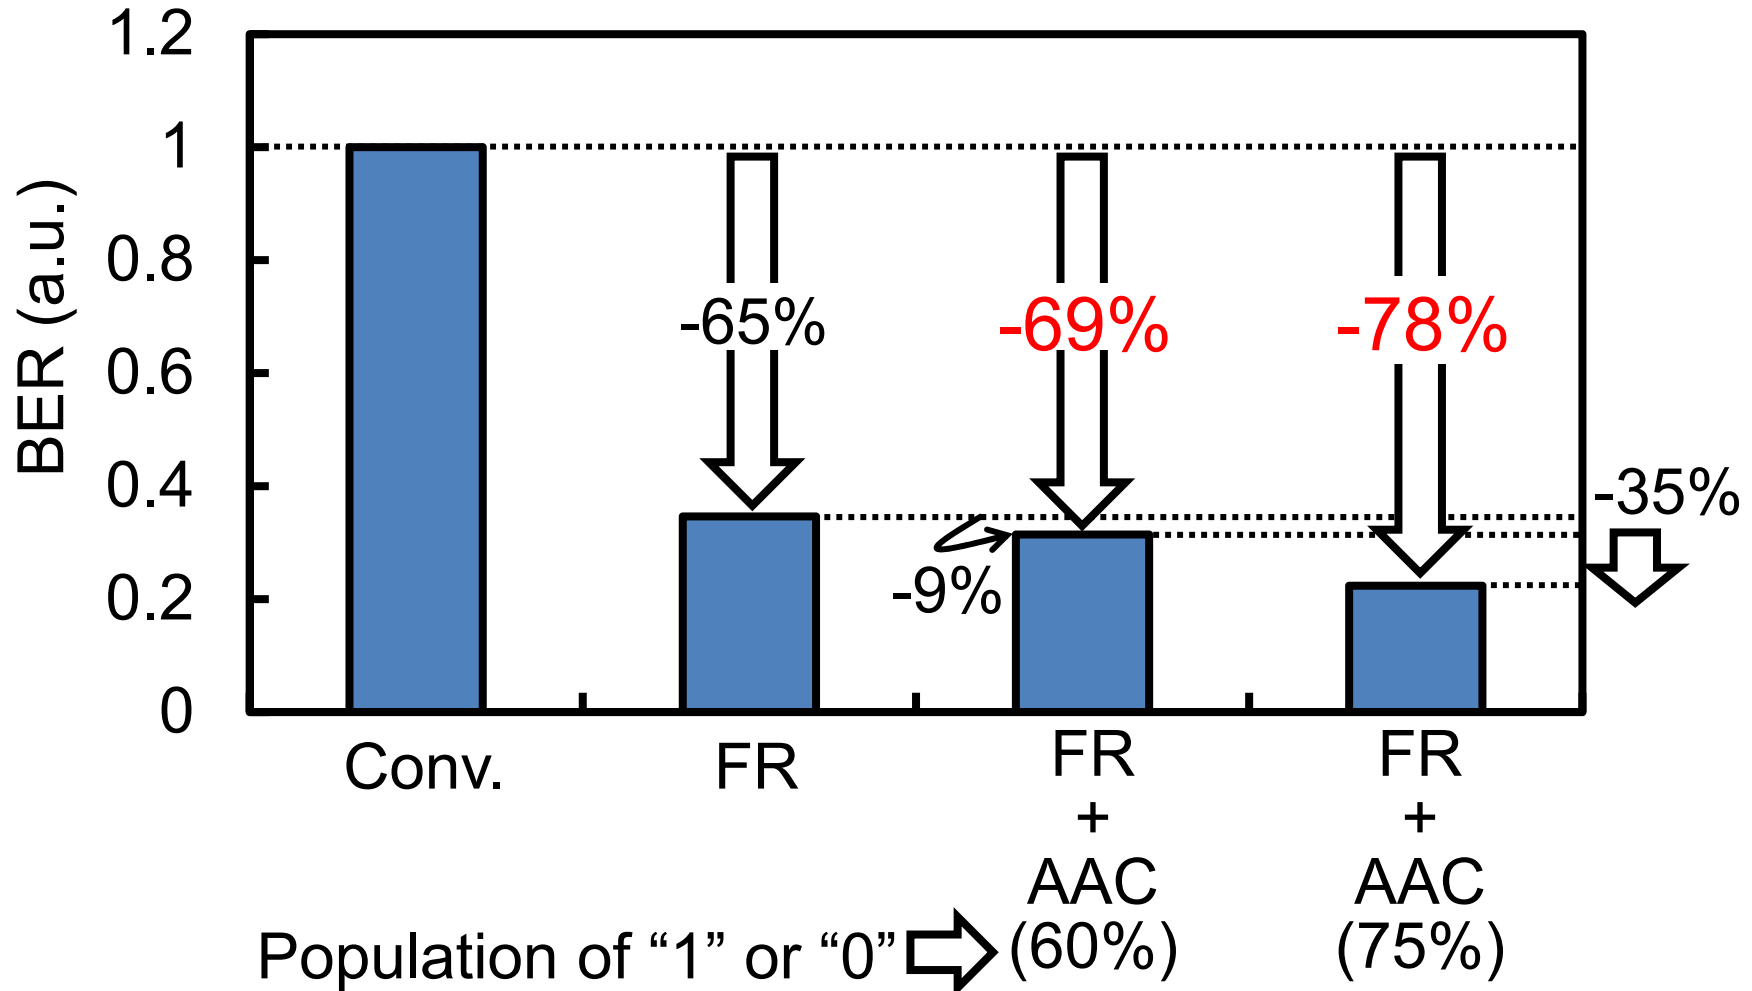 1.2
1
0.8
0.6
0.4
0.2
0
BER (a.u.)
-65%
-69%
-78%
-35%
-9%
Conv.
FR
FR
+
AAC
(60%)
FR
+
AAC
(75%)
Population of “1” or “0”